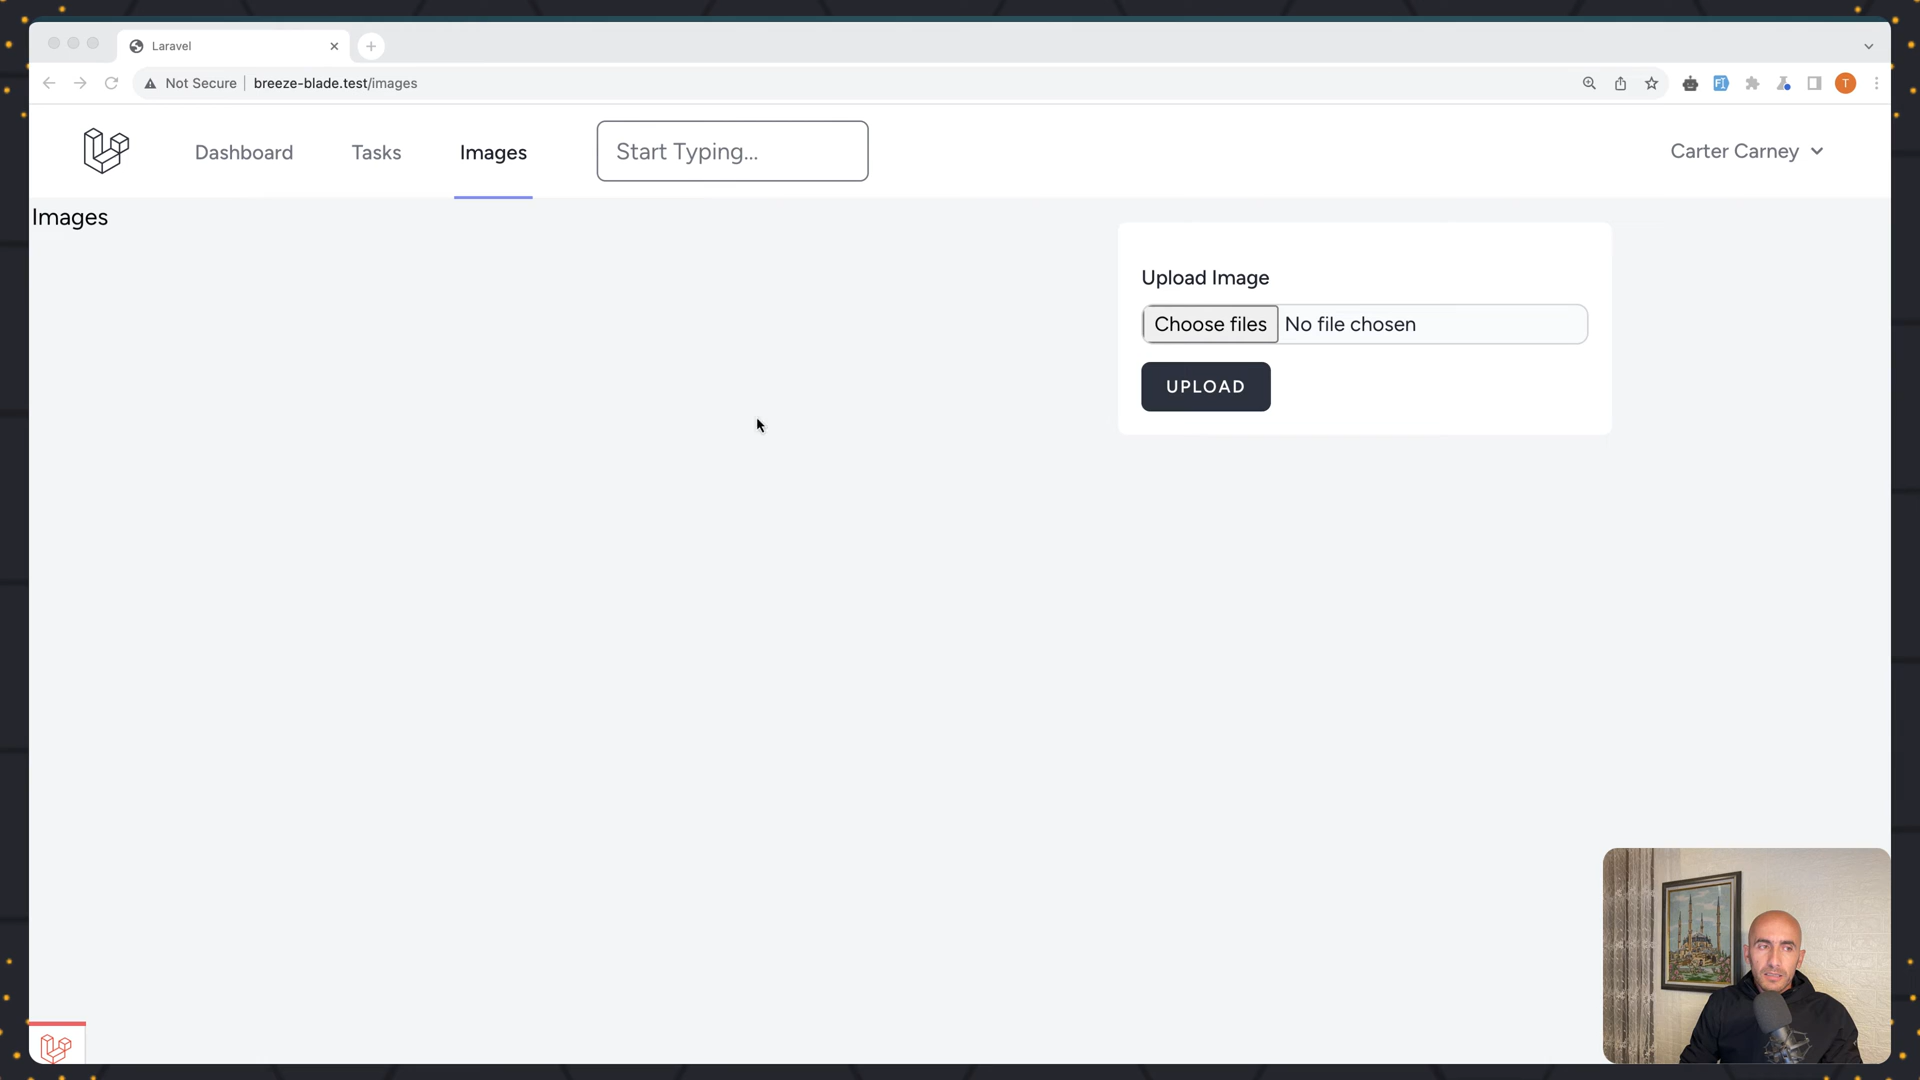 Laravel
Not Secure breeze-blade.test/images
FI
T
Dashboard Tasks Images Start Typing... Carter Carney
Images
Upload Image
Choose files No file chosen
UPLOAD